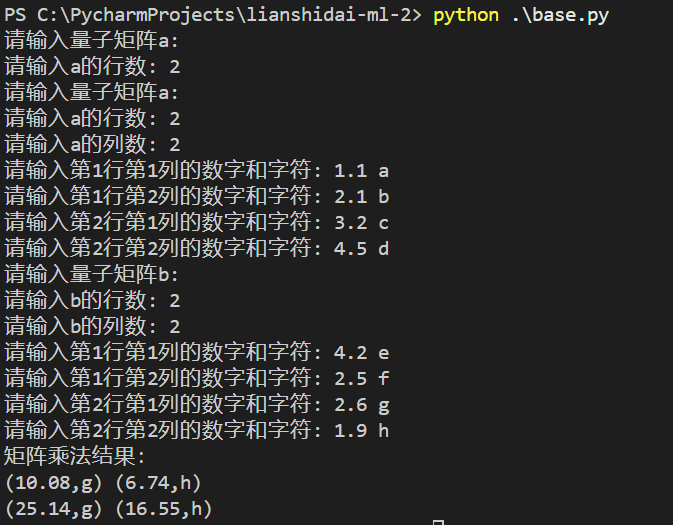 PS C:\PycharmProjects\lianshidai-ml-2> python .\base.py
请输入量子矩阵a:
请输入a的行数: 2
请输入量子矩阵a:
请输入a的行数: 2
请输入a的列数: 2
请输入第1行第1列的数字和字符: 1.1 a
请输入第1行第2列的数字和字符: 2.1 b
请输入第2行第1列的数字和字符: 3.2 c
请输入第2行第2列的数字和字符: 4.5 d
请输入量子矩阵b:
请输入b的行数: 2
请输入b的列数: 2
请输入第1行第1列的数字和字符: 4.2 e
请输入第1行第2列的数字和字符: 2.5 f
请输入第2行第1列的数字和字符: 2.6 g
请输入第2行第2列的数字和字符: 1.9 h
矩阵乘法结果:
(10.08,g) (6.74,h)
(25.14,g) (16.55,h)